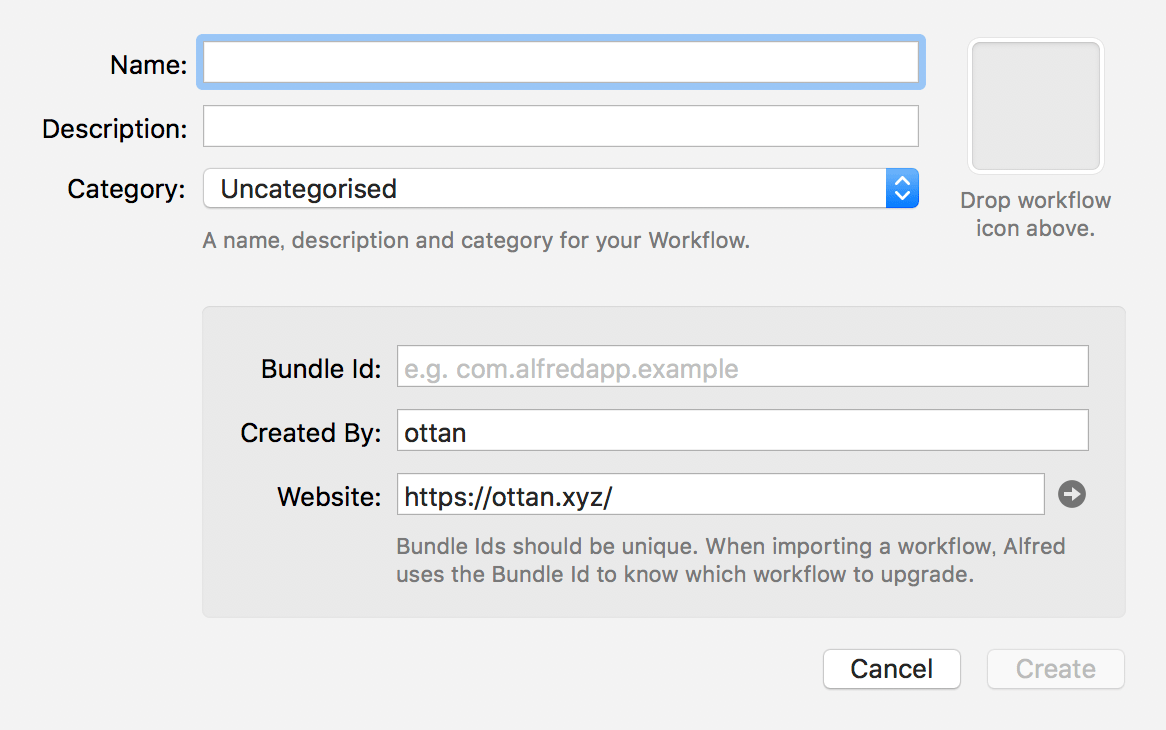 Name:
Description:
Category: Uncategorised
A name, description and category for your Workflow.
Drop workflow
icon above.
Bundle Id: e.g. com.alfredapp.example
Created By: ottan
Website: https://ottan.xyz/
Bundle Ids should be unique. When importing a workflow, Alfred
uses the Bundle Id to know which workflow to upgrade.
Cancel Create